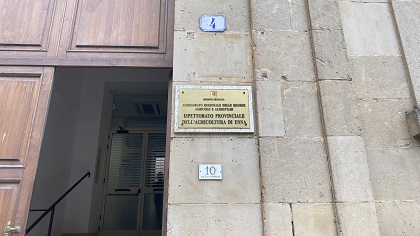 4
REGIONE SICILIANA
ASSESSORATO REGIONALE DELLE RISORSE
AGRICOLE E ALIMENTARI
ISPETTORATO PROVINCIALE
DELL'AGRICOLTURA DI ENNA
10